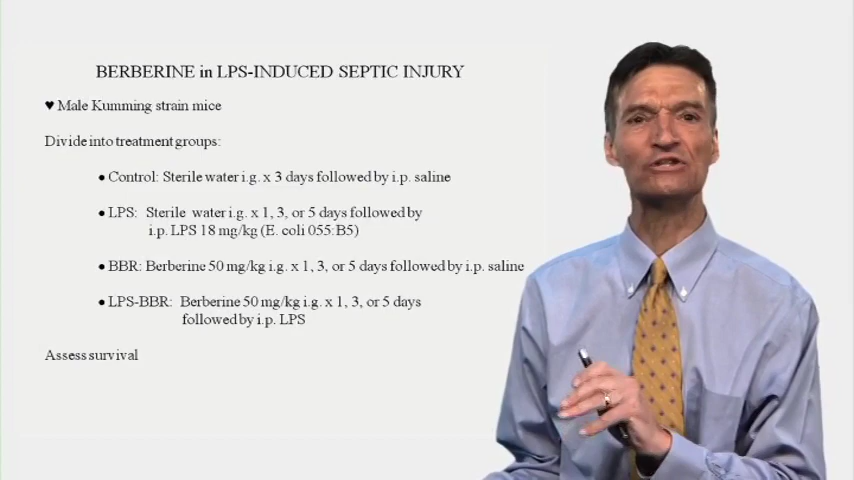 BERBERINE in LPS-INDUCED SEPTIC INJURY
♥ Male Kumming strain mice
Divide into treatment groups:
● Control: Sterile water i.g. x 3 days followed by i.p. saline
● LPS: Sterile water i.g. x 1, 3, or 5 days followed by
i.p. LPS 18 mg/kg (E. coli 055:B5)
● BBR: Berberine 50 mg/kg i.g. x 1, 3, or 5 days followed by i.p. saline
● LPS-BBR: Berberine 50 mg/kg i.g. x 1, 3, or 5 days
followed by i.p. LPS
Assess survival